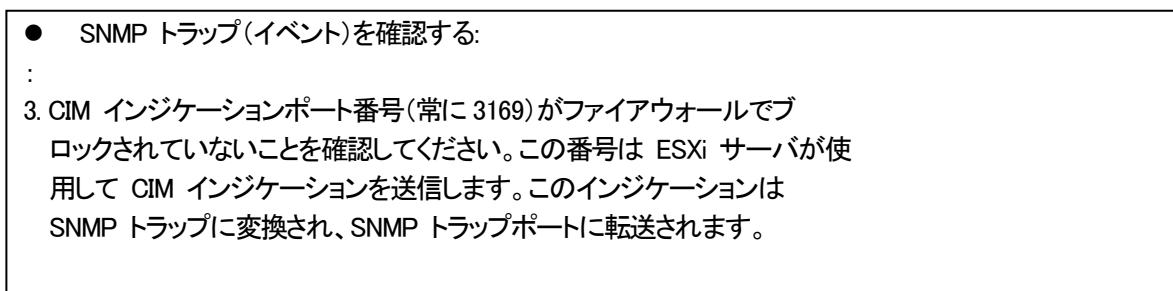 ● SNMP トラップ(イベント)を確認する:
:
3. CIM インジケーションポート番号(常に 3169)がファイアウォールでブ
ロックされていないことを確認してください。この番号は ESXi サーバが使
用して CIM インジケーションを送信します。このインジケーションは
SNMP トラップに変換され、SNMP トラップポートに転送されます。